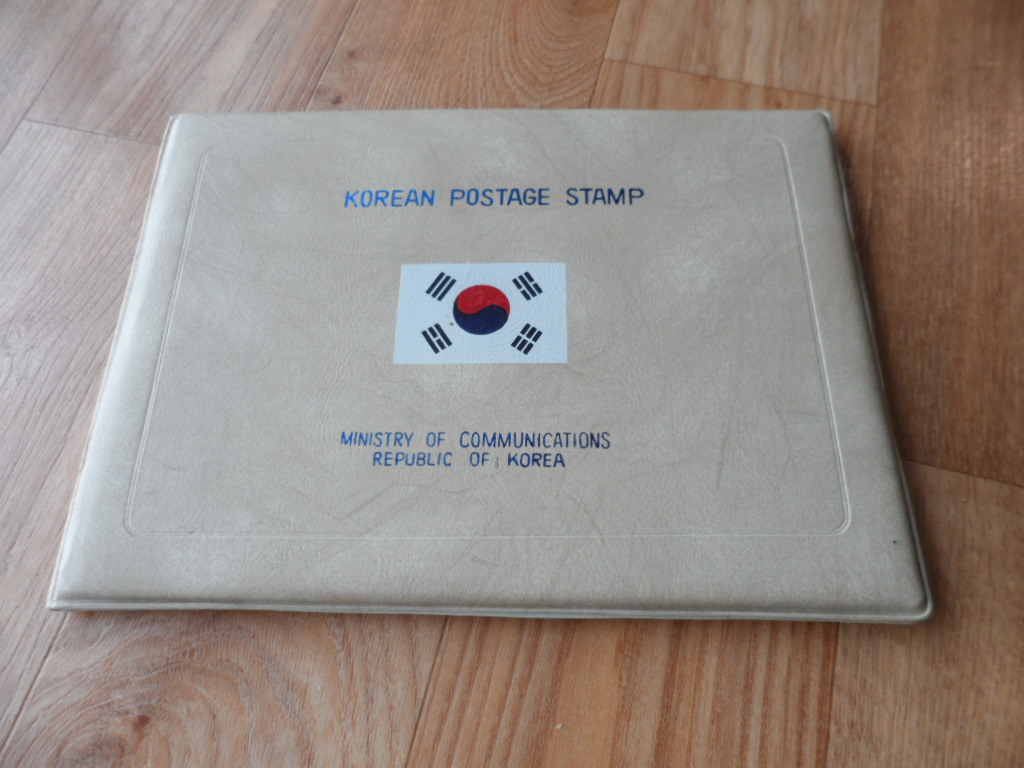 KOREAN POSTAGE STAMP
MINISTRY OF COMMUNICATIONS
REPUBLIC OF KOREA